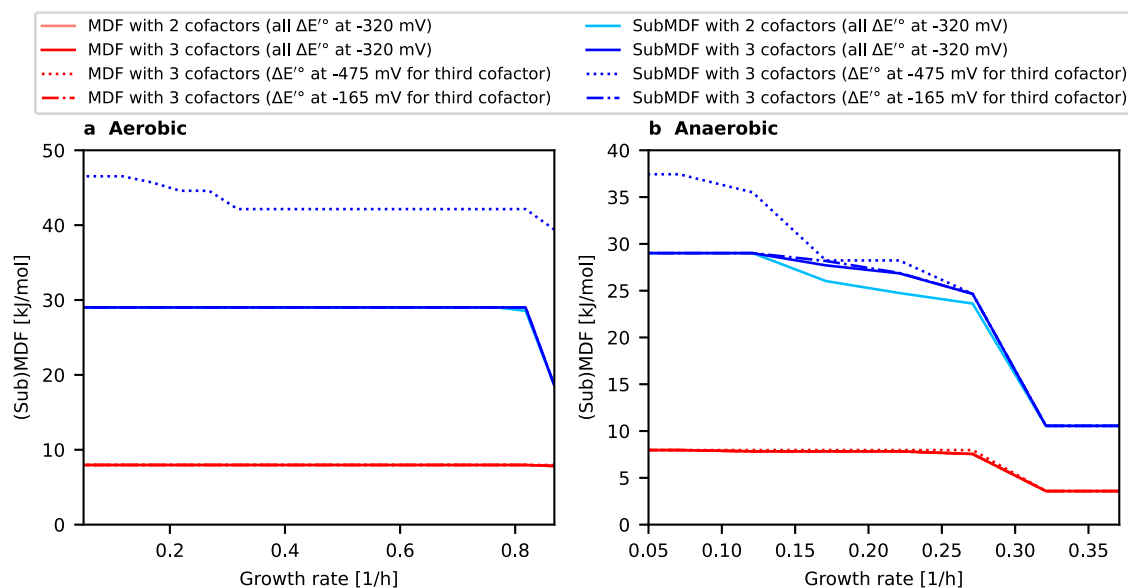 MDF with 2 cofactors (all ΔE′° at -320 mV)
MDF with 3 cofactors (all ΔE′° at -320 mV)
MDF with 3 cofactors (ΔE′° at -475 mV for third cofactor)
MDF with 3 cofactors (ΔE′° at -165 mV for third cofactor)
SubMDF with 2 cofactors (all ΔE′° at -320 mV)
SubMDF with 3 cofactors (all ΔE′° at -320 mV)
SubMDF with 3 cofactors (ΔE′° at -475 mV for third cofactor)
SubMDF with 3 cofactors (ΔE′° at -165 mV for third cofactor)
a Aerobic
50
40
30
20
10
0
(Sub)MDF [kJ/mol]
0.2 0.4 0.6 0.8
Growth rate [1/h]
b Anaerobic
40
35
30
25
20
15
10
5
0
(Sub)MDF [kJ/mol]
0.05 0.10 0.15 0.20 0.25 0.30 0.35
Growth rate [1/h]